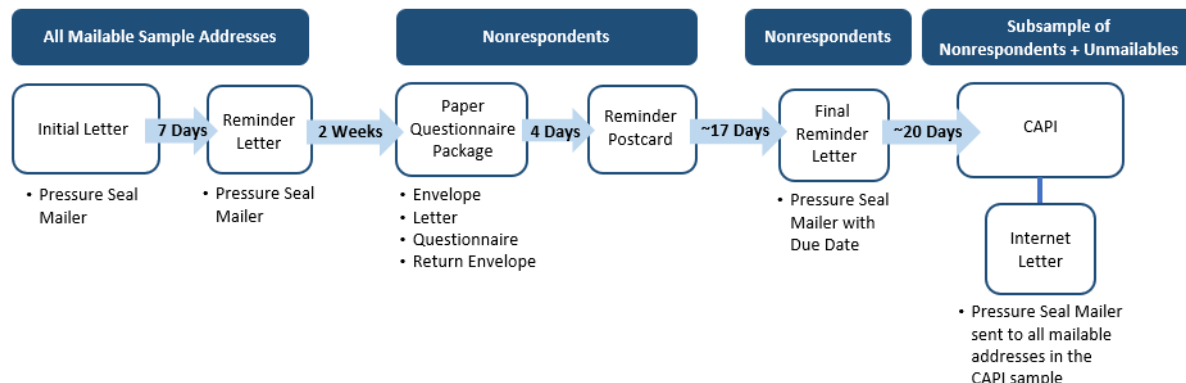 All Mailable Sample Addresses
Nonrespondents
Nonrespondents
Subsample of
Nonrespondents + Unmailables
Initial Letter
7 Days
Reminder
Letter
2 Weeks
Paper
Questionnaire
Package
4 Days
Reminder
Postcard
~17 Days
Final
Reminder
Letter
~20 Days
CAPI
• Pressure Seal
Mailer
• Pressure Seal
Mailer
• Envelope
• Letter
• Questionnaire
• Return Envelope
• Pressure Seal
Mailer with
Due Date
Internet
Letter
• Pressure Seal Mailer
sent to all mailable
addresses in the
CAPI sample